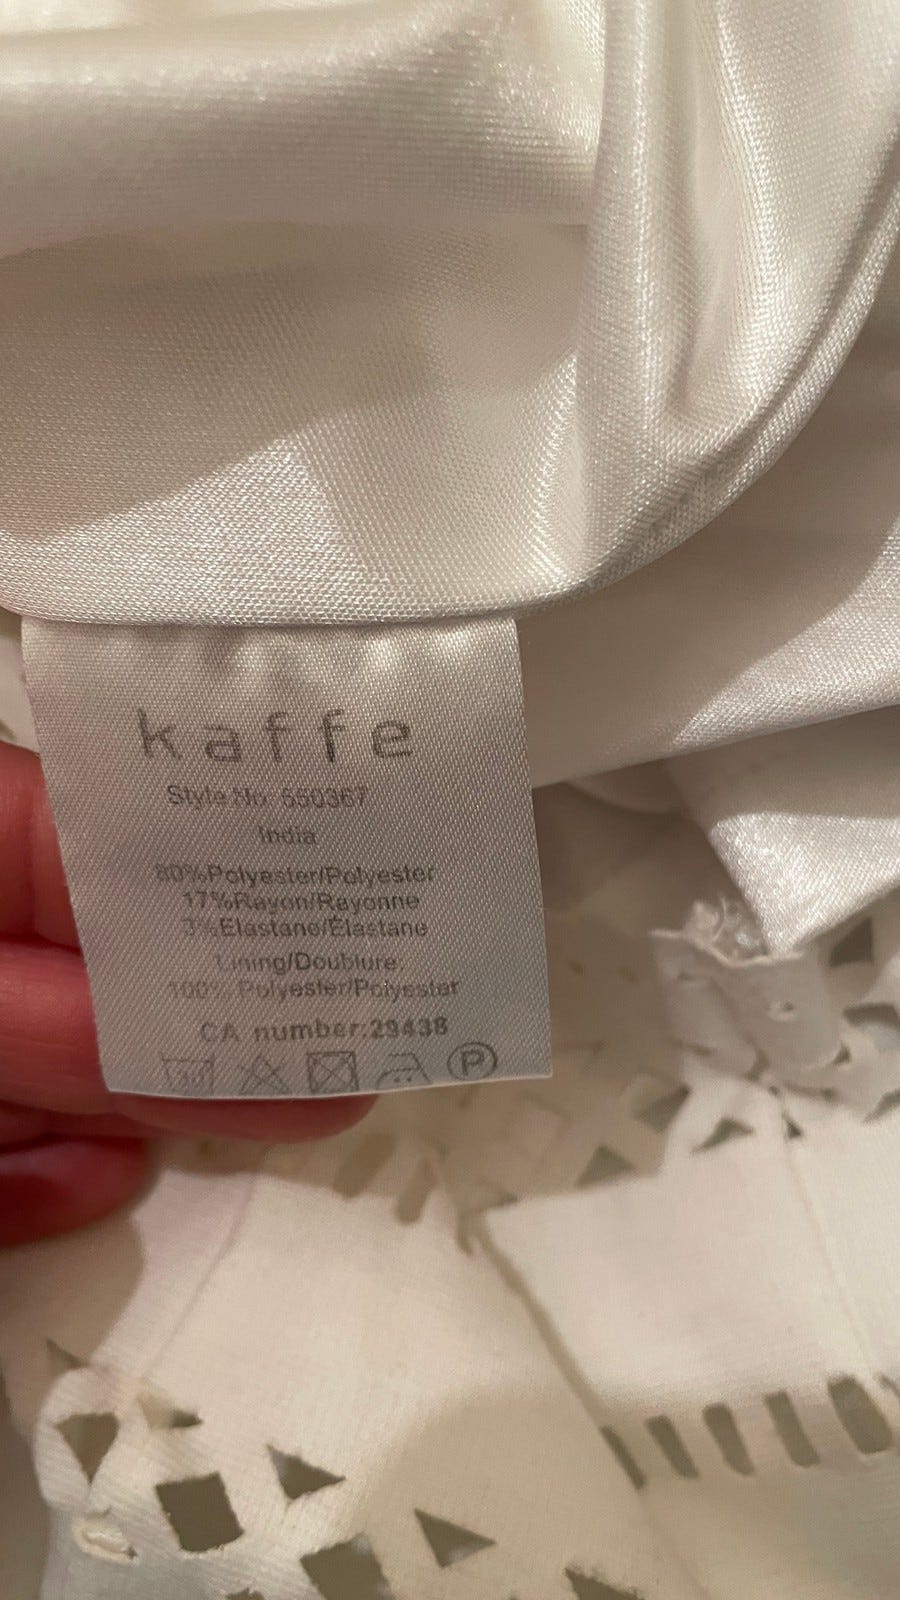 kaffe
Style No: 550367
India
80%Polyester/Polyester
17%Rayon/Rayonne
3%Elastane/Élastane
Lining/Doublure:
100% Polyester/Polyester
CA number:29438
P